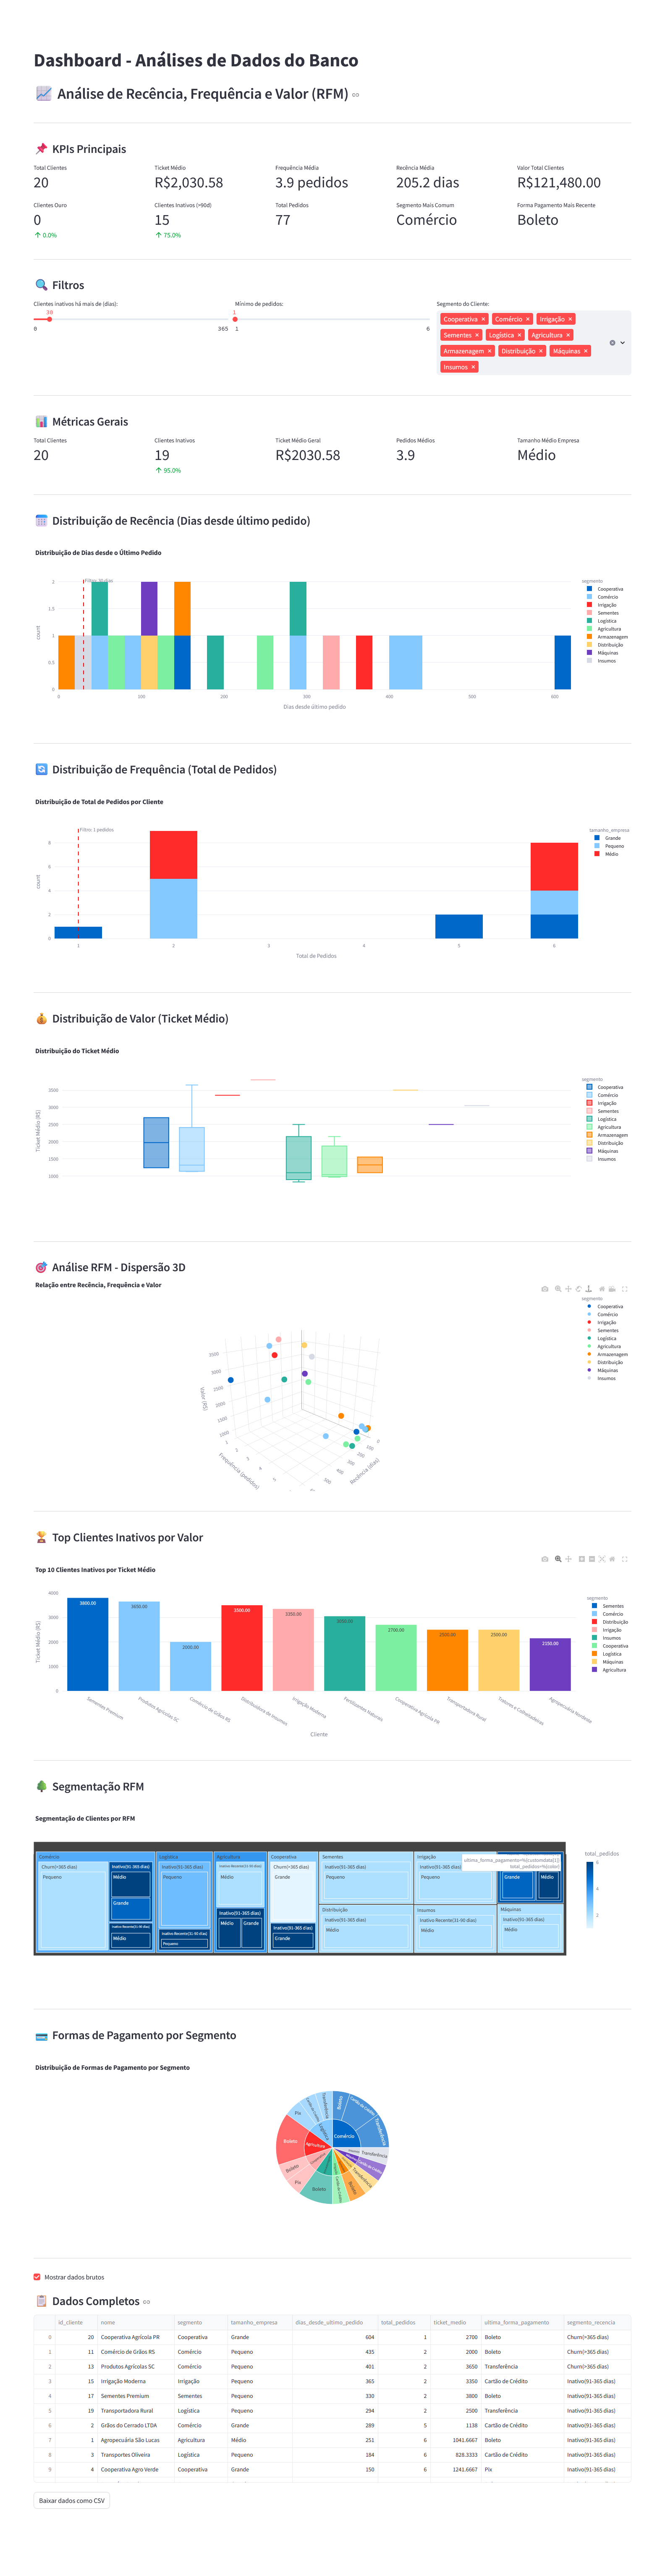 Dashboard - Análises de Dados do Banco
Análise de Recência, Frequência e Valor (RFM)
KPIs Principais
Total Clientes
Ticket Médio
Frequência Média
Recência Média
Valor Total Clientes
20
R$2,030.58
3.9 pedidos
205.2 dias
R$121,480.00
Clientes Ouro
Clientes Inativos (>90d)
Total Pedidos
Segmento Mais Comum
Forma Pagamento Mais Recente
0
15
77
Comércio
Boleto
0.0%
75.0%
Filtros
Clientes inativos há mais de (dias):
Mínimo de pedidos:
Segmento do Cliente:
30
1
0
365
1
6
Cooperativa
Comércio
Irrigação
Sementes
Logística
Agricultura
Armazenagem
Distribuição
Máquinas
Insumos
Métricas Gerais
Total Clientes
Clientes Inativos
Ticket Médio Geral
Pedidos Médios
Tamanho Médio Empresa
20
19
R$2030.58
3.9
Médio
95.0%
Distribuição de Recência (Dias desde último pedido)
Distribuição de Dias desde o Último Pedido
segmento
Cooperativa
Comércio
Irrigação
Sementes
Logística
Agricultura
Armazenagem
Distribuição
Máquinas
Insumos
count
2
1.5
1
0.5
0
0
100
200
300
400
500
600
Dias desde último pedido
Distribuição de Frequência (Total de Pedidos)
Distribuição de Total de Pedidos por Cliente
Filtro: 1 pedidos
tamanho_empresa
Grande
Pequeno
Médio
count
8
6
4
2
0
1
2
3
4
5
6
Total de Pedidos
Distribuição de Valor (Ticket Médio)
Distribuição do Ticket Médio
segmento
Cooperativa
Comércio
Irrigação
Sementes
Logística
Agricultura
Armazenagem
Distribuição
Máquinas
Insumos
Ticket Médio (R$)
3500
3000
2500
2000
1500
1000
Análise RFM - Dispersão 3D
Relação entre Recência, Frequência e Valor
segmento
Cooperativa
Comércio
Irrigação
Sementes
Logística
Agricultura
Armazenagem
Distribuição
Máquinas
Insumos
Valor (R$)
3500
3000
2500
2000
1500
1000
Frequência (pedidos)
Recência (dias)
0
100
200
300
400
500
Top Clientes Inativos por Valor
Top 10 Clientes Inativos por Ticket Médio
segmento
Sementes
Comércio
Distribuição
Irrigação
Insumos
Cooperativa
Logística
Máquinas
Agricultura
Ticket Médio (R$)
4000
3000
2000
1000
0
3800.00
3650.00
2000.00
3500.00
3350.00
2700.00
2500.00
2500.00
2150.00
Sementes Premium
Produtos Agrícolas SC
Comércio de Grãos RS
Distribuidora de Insumos
Irrigação Moderna
Fertilizantes Naturais
Cooperativa Agrícola PR
Transportadora Rural
Tratores e Colheitadeiras
Agropecuária Nordeste
Cliente
Segmentação RFM
Segmentação de Clientes por RFM
total_pedidos
6
4
2
Comércio
Churn(>365 dias)
Pequeno
Inativo(91-365 dias)
Médio
Grande
Inativo Recente(31-90 dias)
Médio
Logística
Inativo(91-365 dias)
Pequeno
Inativo Recente(31-90 dias)
Pequeno
Agricultura
Inativo Recente(31-90 dias)
Médio
Inativo(91-365 dias)
Médio
Grande
Cooperativa
Churn(>365 dias)
Grande
Inativo(91-365 dias)
Grande
Sementes
Inativo(91-365 dias)
Pequeno
Distribuição
Inativo(91-365 dias)
Médio
Irrigação
Inativo(91-365 dias)
Pequeno
Insumos
Inativo Recente(31-90 dias)
Médio
ultima_forma_pagamento=%{customdata[1]}
total_pedidos=%{color}
Grande
Médio
Máquinas
Inativo(91-365 dias)
Médio
Formas de Pagamento por Segmento
Distribuição de Formas de Pagamento por Segmento
Comércio
Boleto
Cartão de Crédito
Transferência
Logística
Transferência
Pix
Agricultura
Boleto
Boleto
Pix
Boleto
Boleto
Transferência
Transferência
Mostrar dados brutos
Dados Completos
id_cliente nome segmento tamanho_empresa dias_desde_ultimo_pedido total_pedidos ticket_medio ultima_forma_pagamento segmento_recencia
0 20 Cooperativa Agrícola PR Cooperativa Grande 604 1 2700 Boleto Churn(>365 dias)
1 11 Comércio de Grãos RS Comércio Pequeno 435 2 2000 Boleto Churn(>365 dias)
2 13 Produtos Agrícolas SC Comércio Pequeno 401 2 3650 Transferência Churn(>365 dias)
3 15 Irrigação Moderna Irrigação Pequeno 365 2 3350 Cartão de Crédito Inativo(91-365 dias)
4 17 Sementes Premium Sementes Pequeno 330 2 3800 Boleto Inativo(91-365 dias)
5 19 Transportadora Rural Logística Pequeno 294 2 2500 Transferência Inativo(91-365 dias)
6 2 Grãos do Cerrado LTDA Comércio Grande 289 5 1138 Cartão de Crédito Inativo(91-365 dias)
7 1 Agropecuária São Lucas Agricultura Médio 251 6 1041.6667 Boleto Inativo(91-365 dias)
8 3 Transportes Oliveira Logística Pequeno 184 6 828.3333 Cartão de Crédito Inativo(91-365 dias)
9 4 Cooperativa Agro Verde Cooperativa Grande 150 6 1241.6667 Pix Inativo(91-365 dias)
Baixar dados como CSV